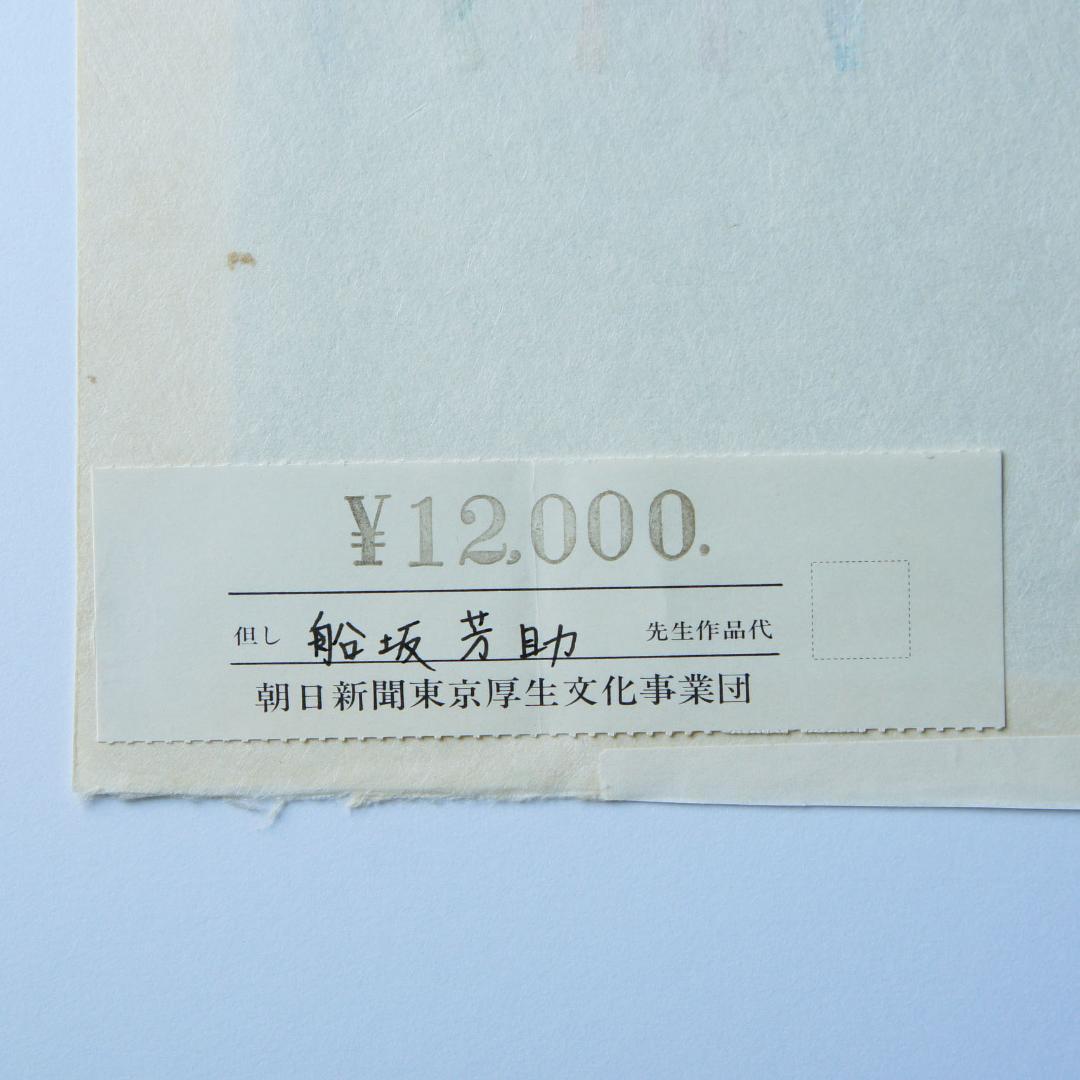 ¥12,000.
但し 船坂 芳助 先生作品代
朝日新聞東京厚生文化事業団